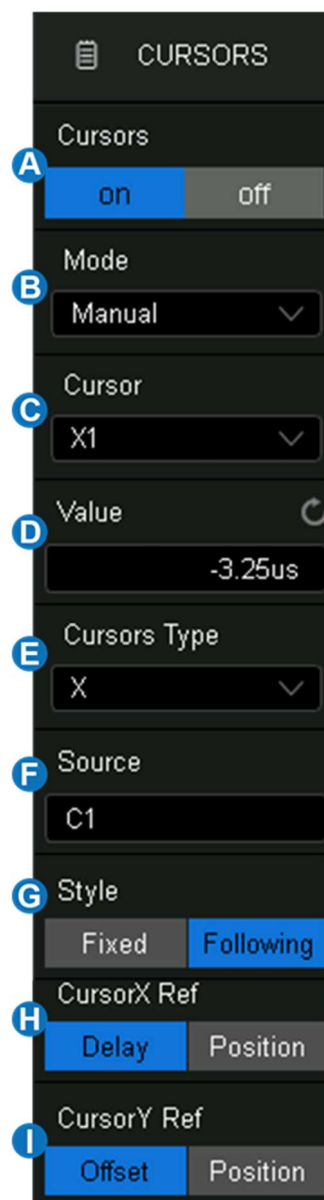 CURSORS
Cursors
A
on off
Mode
B
Manual
Cursor
C
X1
Value
D
-3.25us
Cursors Type
E
X
Source
F
C1
Style
G
Fixed Following
CursorX Ref
H
Delay Position
CursorY Ref
I
Offset Position